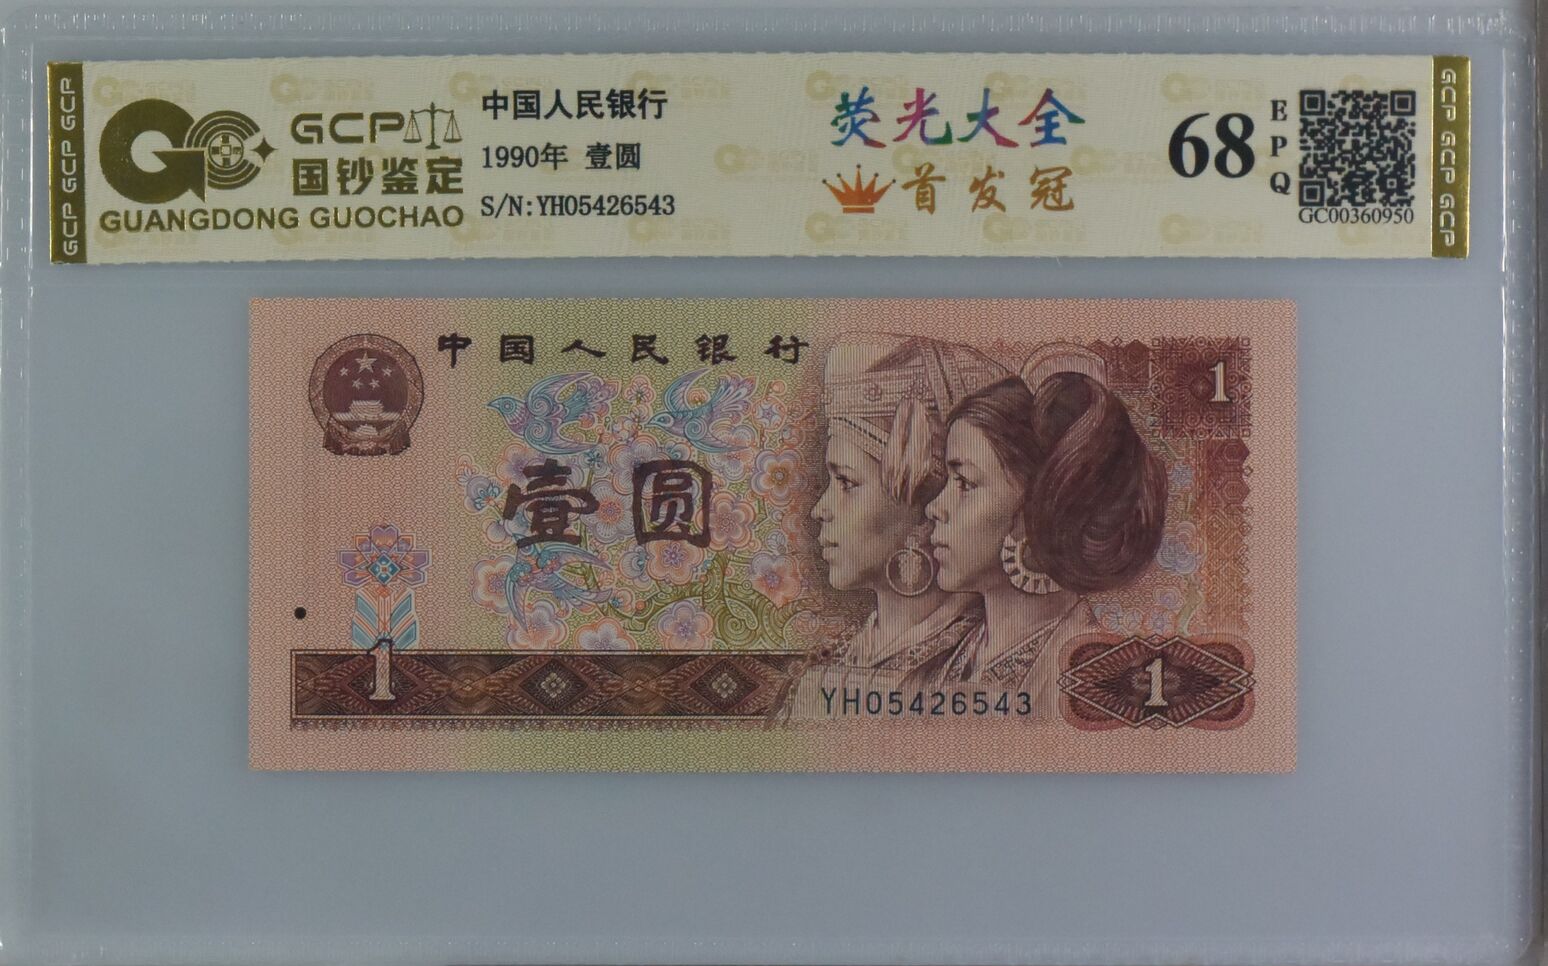 GCP GCP GCP
GCP
国钞鉴定
GUANGDONG GUOCHAO
中国人民银行
1990年 壹圆
S/N:YH05426543
荧光大全
首发冠
68
EPQ
GC00360950
GCP GCP GCP
中国人民银行
1
壹圆
1
YH05426543
1